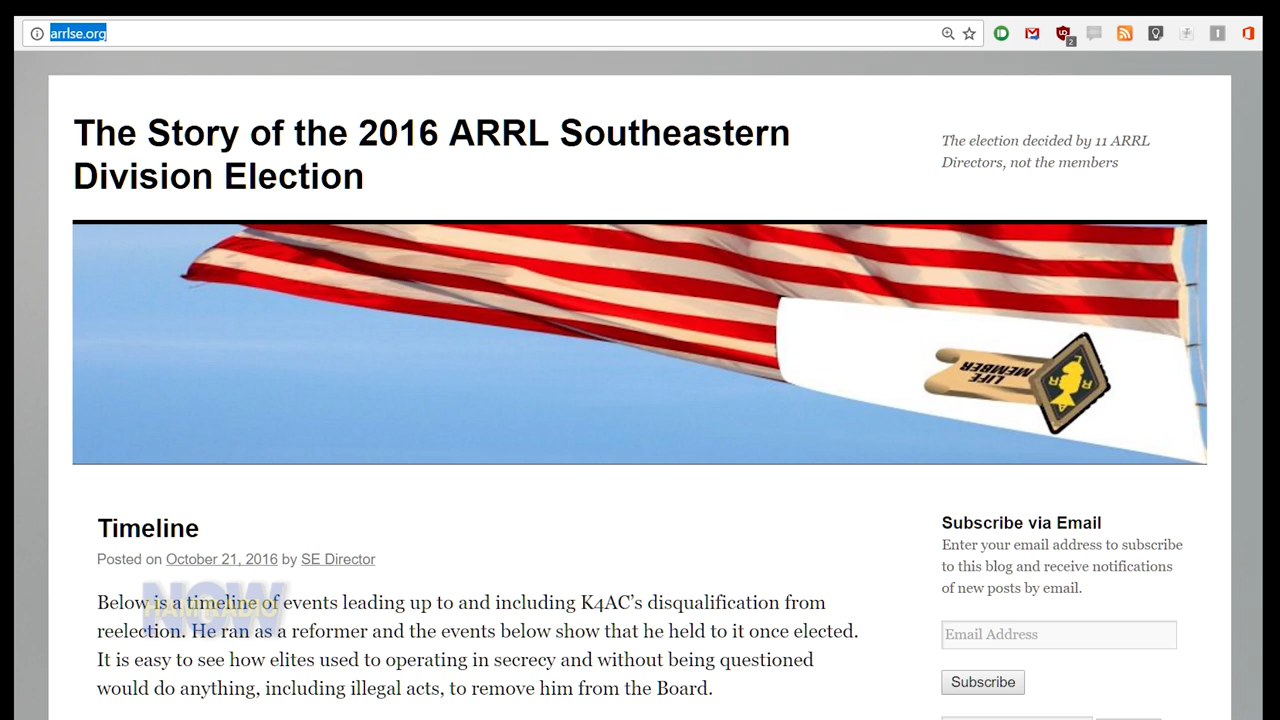 arrlse.org
2
The Story of the 2016 ARRL Southeastern
Division Election
The election decided by 11 ARRL
Directors, not the members
LIFE
MEMBER
R R
Timeline
Posted on October 21, 2016 by SE Director
Below is a timeline of events leading up to and including K4AC’s disqualification from
reelection. He ran as a reformer and the events below show that he held to it once elected.
It is easy to see how elites used to operating in secrecy and without being questioned
would do anything, including illegal acts, to remove him from the Board.
NOW
HAM RADIO
Subscribe via Email
Enter your email address to subscribe
to this blog and receive notifications
of new posts by email.
Email Address
Subscribe